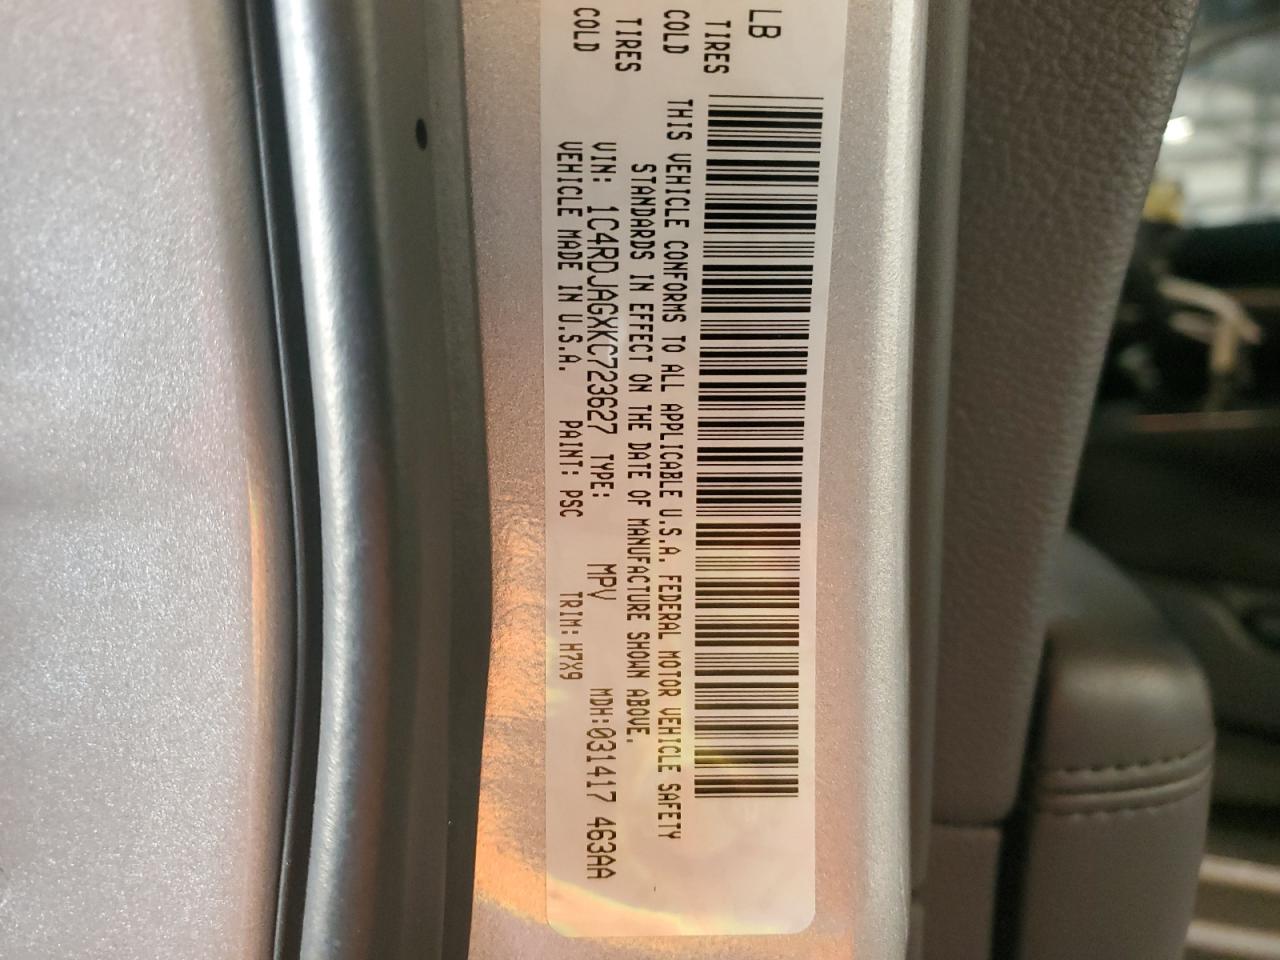 LB
TIRES
COLD
TIRES
COLD
THIS VEHICLE CONFORMS TO ALL APPLICABLE U.S.A. FEDERAL MOTOR VEHICLE SAFETY
STANDARDS IN EFFECT ON THE DATE OF MANUFACTURE SHOWN ABOVE.
VIN: 1C4RDJAGXKC723627 TYPE: MPV MDH:031417 463AA
VEHICLE MADE IN U.S.A. PAINT: PSC TRIM: H7X9